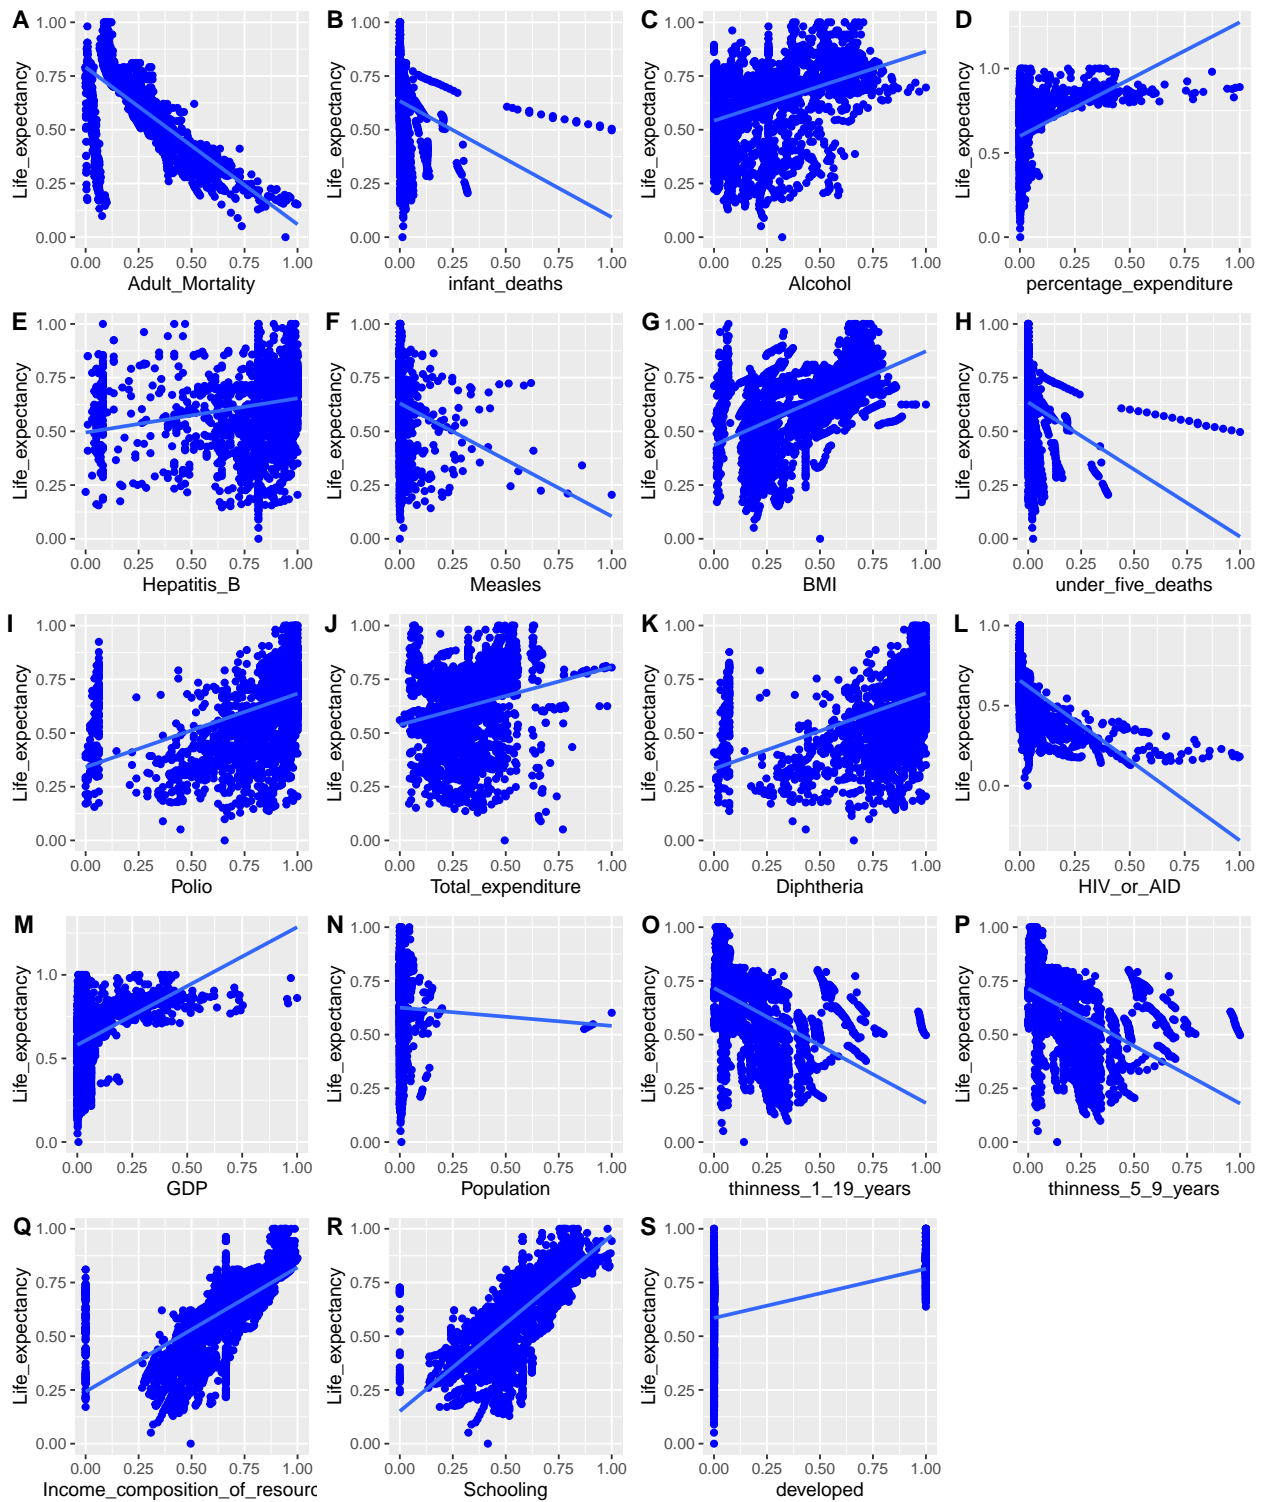 A B C D
1.00 1.00 1.00
0.75 0.75 0.75 1.0
0.50 0.50 0.50 0.5
0.25 0.25 0.25
0.00 0.00 0.00 0.0
Life_expectancy Life_expectancy Life_expectancy Life_expectancy
0.00 0.25 0.50 0.75 1.00 0.00 0.25 0.50 0.75 1.00 0.00 0.25 0.50 0.75 1.00 0.00 0.25 0.50 0.75 1.00
Adult_Mortality infant_deaths Alcohol percentage_expenditure
E F G H
1.00 1.00 1.00 1.00
0.75 0.75 0.75 0.75
0.50 0.50 0.50 0.50
0.25 0.25 0.25 0.25
0.00 0.00 0.00 0.00
Life_expectancy Life_expectancy Life_expectancy Life_expectancy
0.00 0.25 0.50 0.75 1.00 0.00 0.25 0.50 0.75 1.00 0.00 0.25 0.50 0.75 1.00 0.00 0.25 0.50 0.75 1.00
Hepatitis_B Measles BMI under_five_deaths
I J K L
1.00 1.00 1.00 1.0
0.75 0.75 0.75 0.5
0.50 0.50 0.50
0.25 0.25 0.25 0.0
0.00 0.00 0.00
Life_expectancy Life_expectancy Life_expectancy Life_expectancy
0.00 0.25 0.50 0.75 1.00 0.00 0.25 0.50 0.75 1.00 0.00 0.25 0.50 0.75 1.00 0.00 0.25 0.50 0.75 1.00
Polio Total_expenditure Diphtheria HIV_or_AID
M N O P
1.00 1.00 1.00
1.0 0.75 0.75 0.75
0.5 0.50 0.50 0.50
0.25 0.25 0.25
0.0 0.00 0.00 0.00
Life_expectancy Life_expectancy Life_expectancy Life_expectancy
0.00 0.25 0.50 0.75 1.00 0.00 0.25 0.50 0.75 1.00 0.00 0.25 0.50 0.75 1.00 0.00 0.25 0.50 0.75 1.00
GDP Population thinness_1_19_years thinness_5_9_years
Q R S
1.00 1.00 1.00
0.75 0.75 0.75
0.50 0.50 0.50
0.25 0.25 0.25
0.00 0.00 0.00
Life_expectancy Life_expectancy Life_expectancy
0.00 0.25 0.50 0.75 1.00 0.00 0.25 0.50 0.75 1.00 0.00 0.25 0.50 0.75 1.00
Income_composition_of_resourc Schooling developed